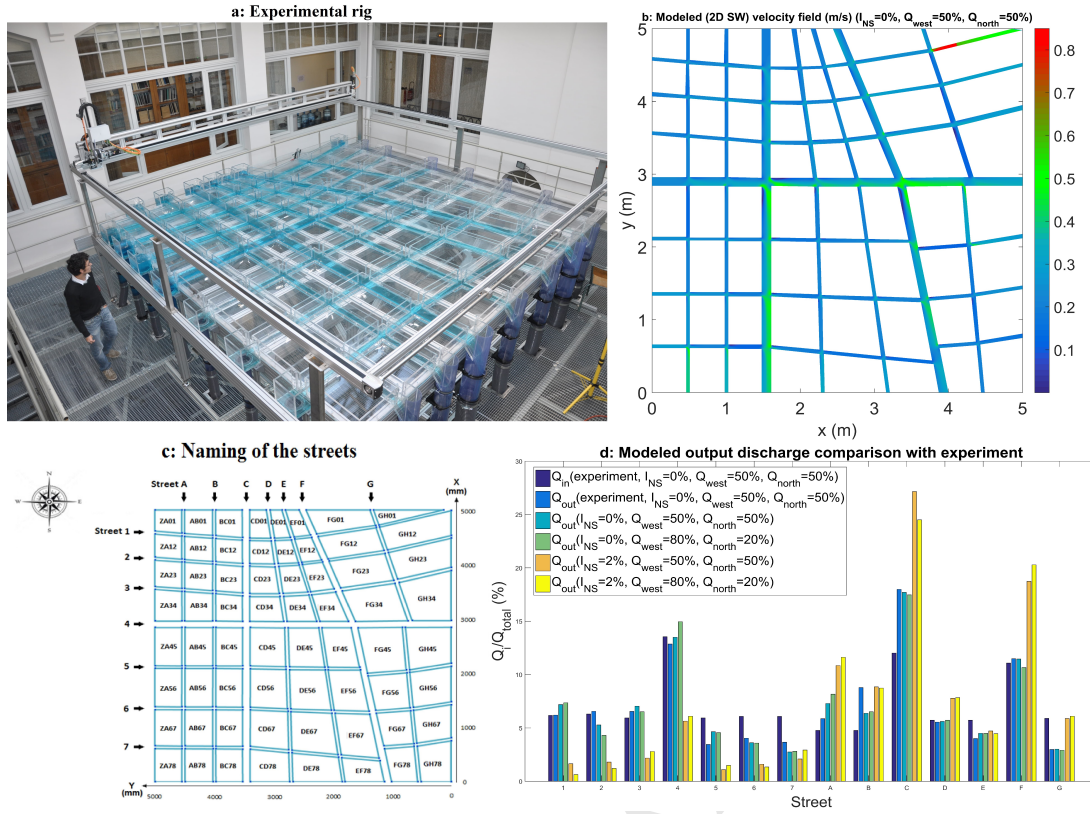 a: Experimental rig
b: Modeled (2D SW) velocity field (m/s) (I_NS=0%, Q_west=50%, Q_north=50%)
5
4
3
2
1
0
y (m)
0 1 2 3 4 5
x (m)
0.8
0.7
0.6
0.5
0.4
0.3
0.2
0.1
c: Naming of the streets
N
W E
S
Street A B C D E F G X
(mm)
Street 1
2
3
4
5
6
7
ZA01 AB01 BC01 CD01 DE01 EF01 FG01 GH01
ZA12 AB12 BC12 CD12 DE12 EF12 FG12 GH12
ZA23 AB23 BC23 CD23 DE23 EF23 FG23 GH23
ZA34 AB34 BC34 CD34 DE34 EF34 FG34 GH34
ZA45 AB45 BC45 CD45 DE45 EF45 FG45 GH45
ZA56 AB56 BC56 CD56 DE56 EF56 FG56 GH56
ZA67 AB67 BC67 CD67 DE67 EF67 FG67 GH67
ZA78 AB78 BC78 CD78 DE78 EF78 FG78 GH78
5000
4000
3000
2000
1000
0
Y
(mm)
5000 4000 3000 2000 1000 0
d: Modeled output discharge comparison with experiment
Q_in(experiment, I_NS=0%, Q_west=50%, Q_north=50%)
Q_out(experiment, I_NS=0%, Q_west=50%, Q_north=50%)
Q_out(I_NS=0%, Q_west=50%, Q_north=50%)
Q_out(I_NS=0%, Q_west=80%, Q_north=20%)
Q_out(I_NS=2%, Q_west=50%, Q_north=50%)
Q_out(I_NS=2%, Q_west=80%, Q_north=20%)
30
25
20
15
10
5
0
Q_i/Q_total (%)
1 2 3 4 5 6 7 A B C D E F G
Street